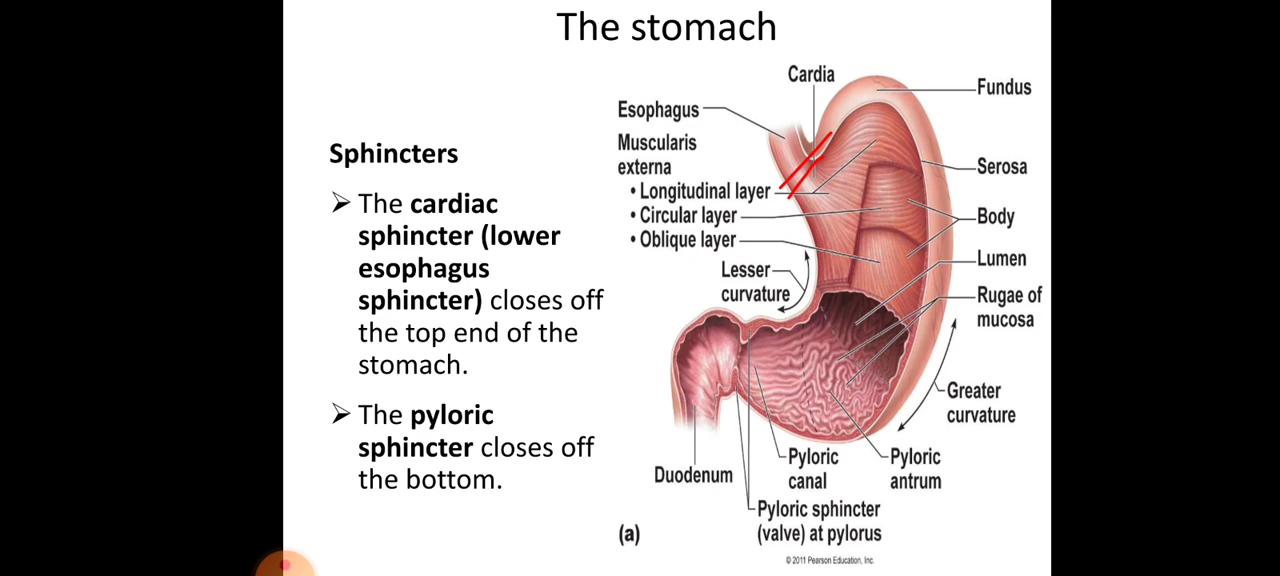 The stomach
Sphincters
➢ The cardiac
sphincter (lower
esophagus
sphincter) closes off
the top end of the
stomach.
➢ The pyloric
sphincter closes off
the bottom.
Cardia
Fundus
Esophagus
Muscularis
externa
• Longitudinal layer
• Circular layer
• Oblique layer
Serosa
Body
Lumen
Lesser
curvature
Rugae of
mucosa
Greater
curvature
Duodenum
Pyloric
canal
Pyloric
antrum
Pyloric sphincter
(valve) at pylorus
(a)
© 2011 Pearson Education, Inc.